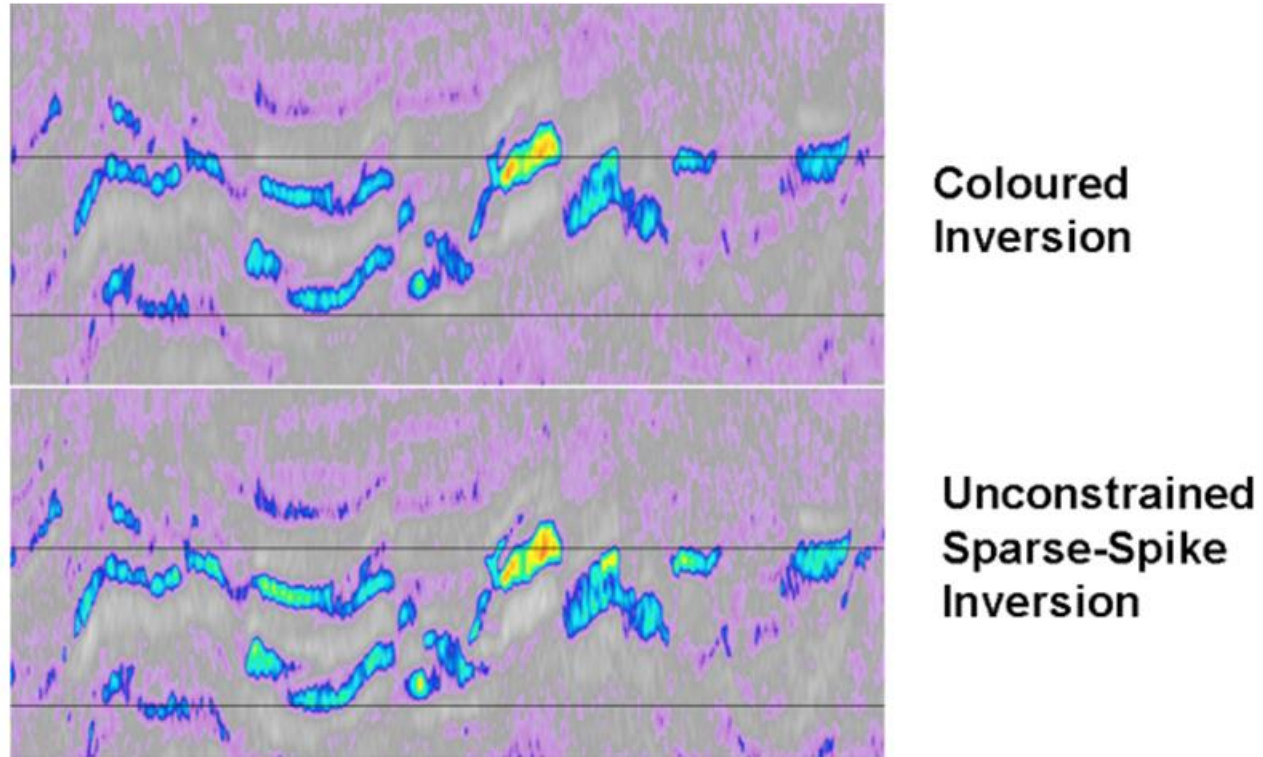 Coloured
Inversion
Unconstrained
Sparse-Spike
Inversion